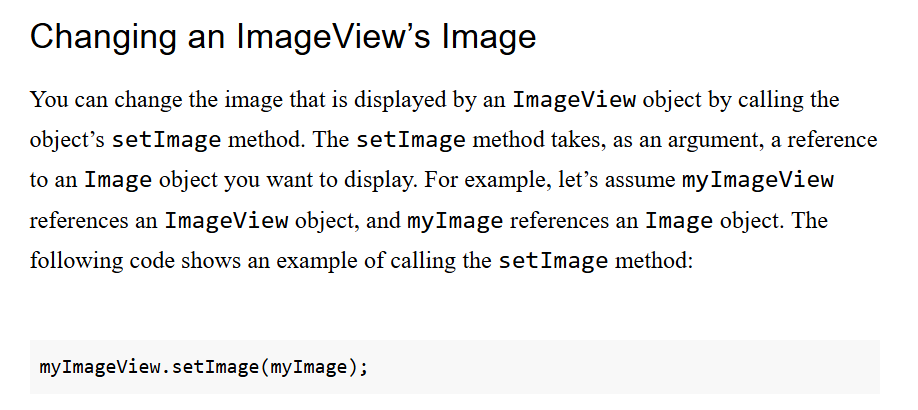 Changing an ImageView’s Image
You can change the image that is displayed by an ImageView object by calling the
object’s setImage method. The setImage method takes, as an argument, a reference
to an Image object you want to display. For example, let’s assume myImageView
references an ImageView object, and myImage references an Image object. The
following code shows an example of calling the setImage method:
myImageView.setImage(myImage);